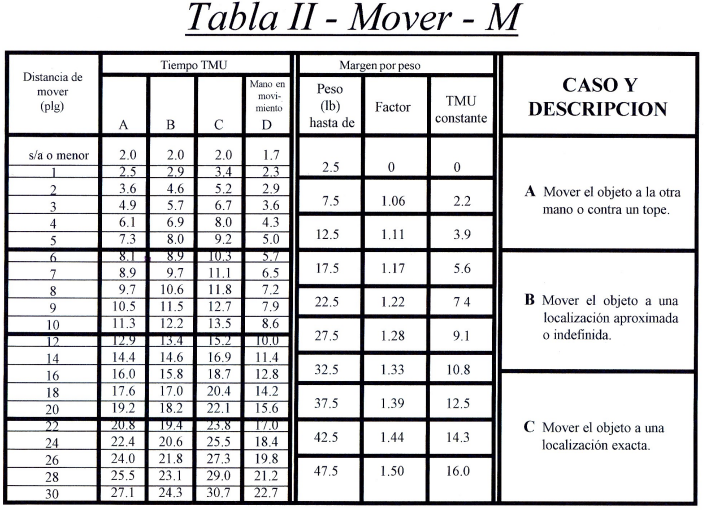 Tabla II - Mover - M
Distancia de mover (plg) Tiempo TMU Margen por peso CASO Y DESCRIPCION
A B C Mano en movi- miento D Peso (Ib) hasta de Factor TMU constante
s/a o menor 2.0 2.0 2.0 1.7
1 2.5 2.9 3.4 2.3
2 3.6 4.6 5.2 2.9
3 4.9 5.7 6.7 3.6
4 6.1 6.9 8.0 4.3
5 7.3 8.0 9.2 5.0
6 8.1 8.9 10.3 5.7
7 8.9 9.7 11.1 6.5
8 9.7 10.6 11.8 7.2
9 10.5 11.5 12.7 7.9
10 11.3 12.2 13.5 8.6
12 12.9 13.4 15.2 10.0
14 14.4 14.6 16.9 11.4
16 16.0 15.8 18.7 12.8
18 17.6 17.0 20.4 14.2
20 19.2 18.2 22.1 15.6
22 20.8 19.4 23.8 17.0
24 22.4 20.6 25.5 18.4
26 24.0 21.8 27.3 19.8
28 25.5 23.1 29.0 21.2
30 27.1 24.3 30.7 22.7
2.5 0 0
7.5 1.06 2.2
12.5 1.11 3.9
17.5 1.17 5.6
22.5 1.22 7 4
27.5 1.28 9.1
32.5 1.33 10.8
37.5 1.39 12.5
42.5 1.44 14.3
47.5 1.50 16.0
A Mover el objeto a la otra
mano o contra un tope.
B Mover el objeto a una
localización aproximada
o indefinida.
C Mover el objeto a una
localización exacta.